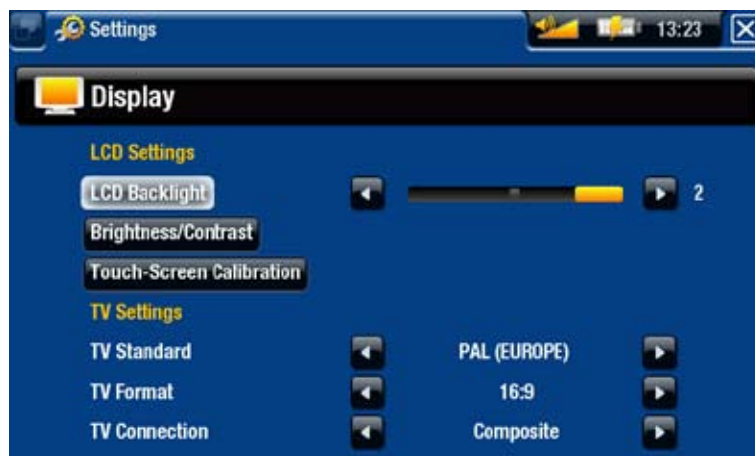 Settings 13:23
Display
LCD Settings
LCD Backlight 2
Brightness/Contrast
Touch-Screen Calibration
TV Settings
TV Standard PAL (EUROPE)
TV Format 16:9
TV Connection Composite